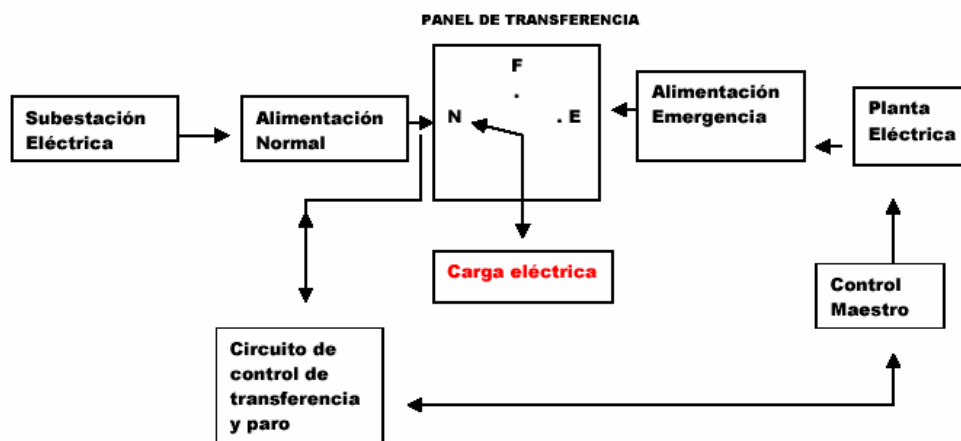 PANEL DE TRANSFERENCIA
F
.
N
. E
Subestación
Eléctrica
Alimentación
Normal
Alimentación
Emergencia
Planta
Eléctrica
Carga eléctrica
Control
Maestro
Circuito de
control de
transferencia
y paro